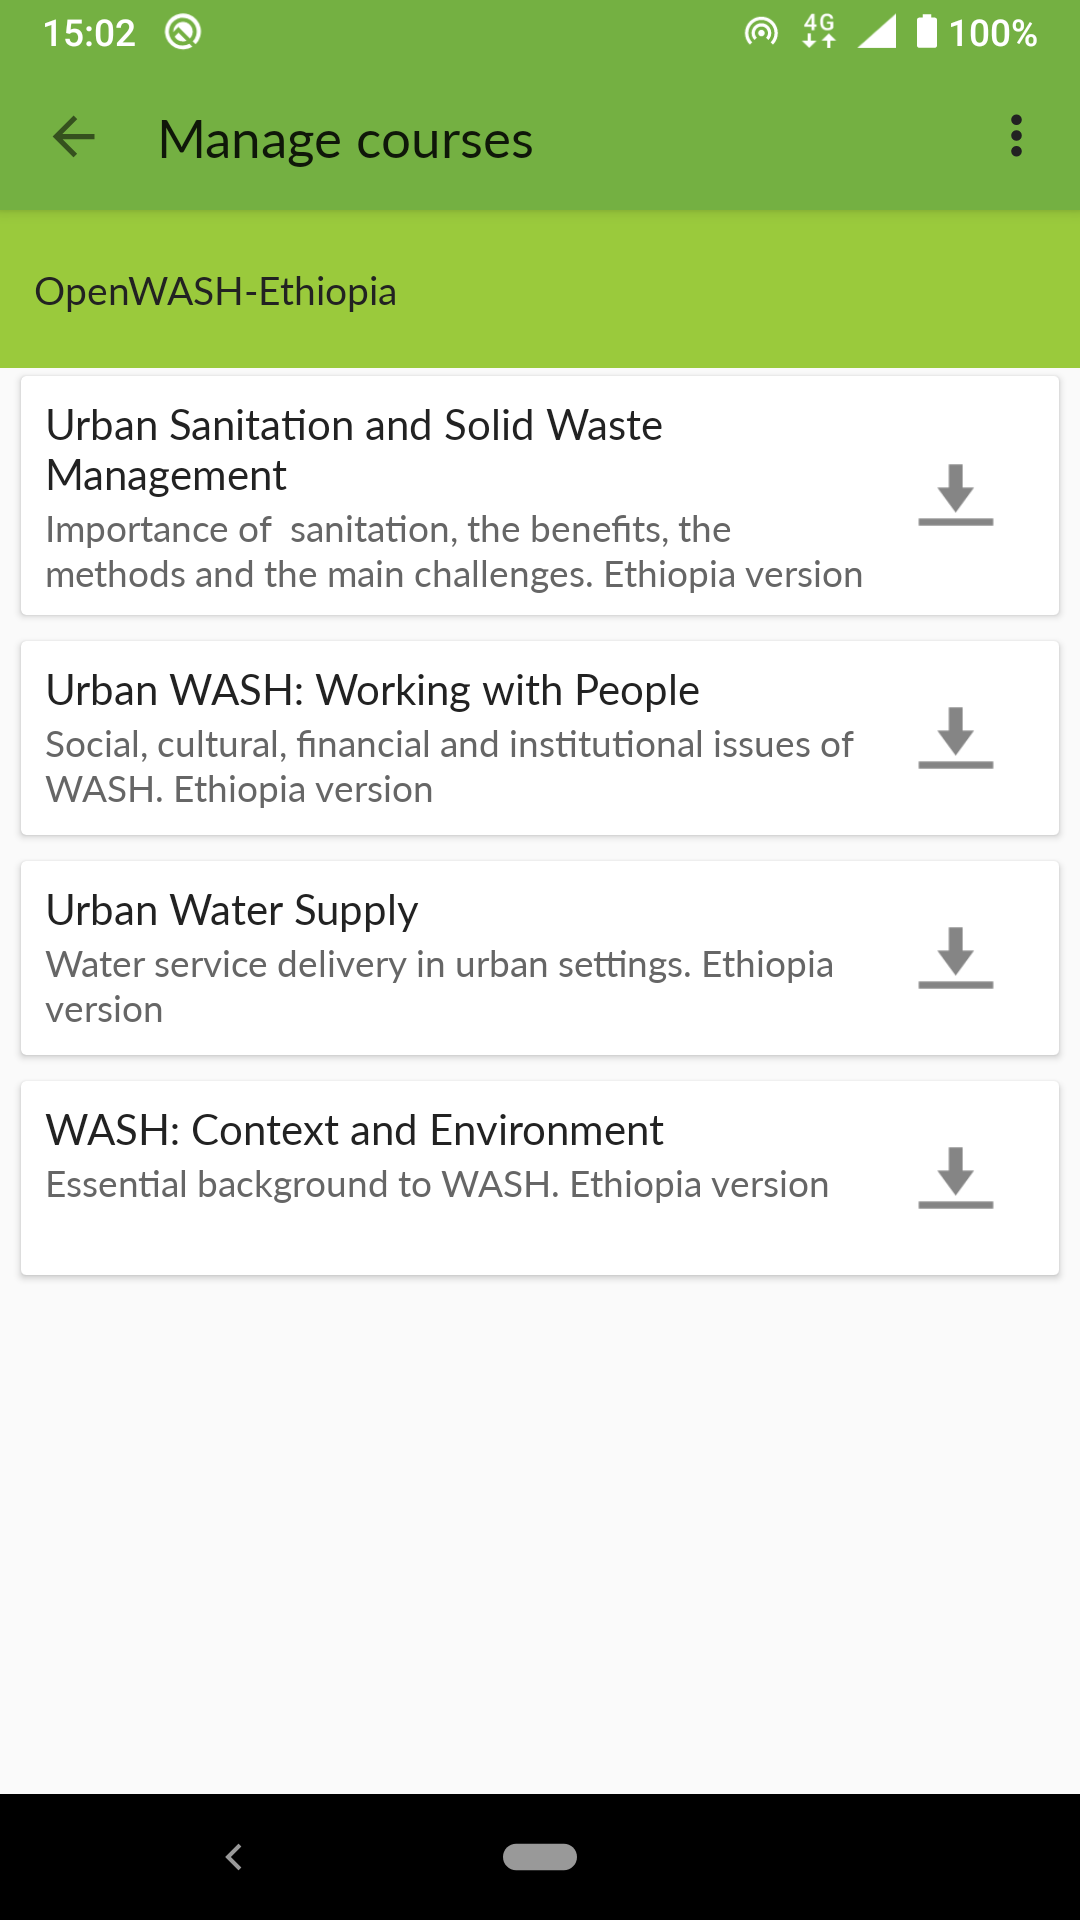 15:02
4G
100%
Manage courses
OpenWASH-Ethiopia
Urban Sanitation and Solid Waste
Management
Importance of  sanitation, the benefits, the
methods and the main challenges. Ethiopia version
Urban WASH: Working with People
Social, cultural, financial and institutional issues of
WASH. Ethiopia version
Urban Water Supply
Water service delivery in urban settings. Ethiopia
version
WASH: Context and Environment
Essential background to WASH. Ethiopia version